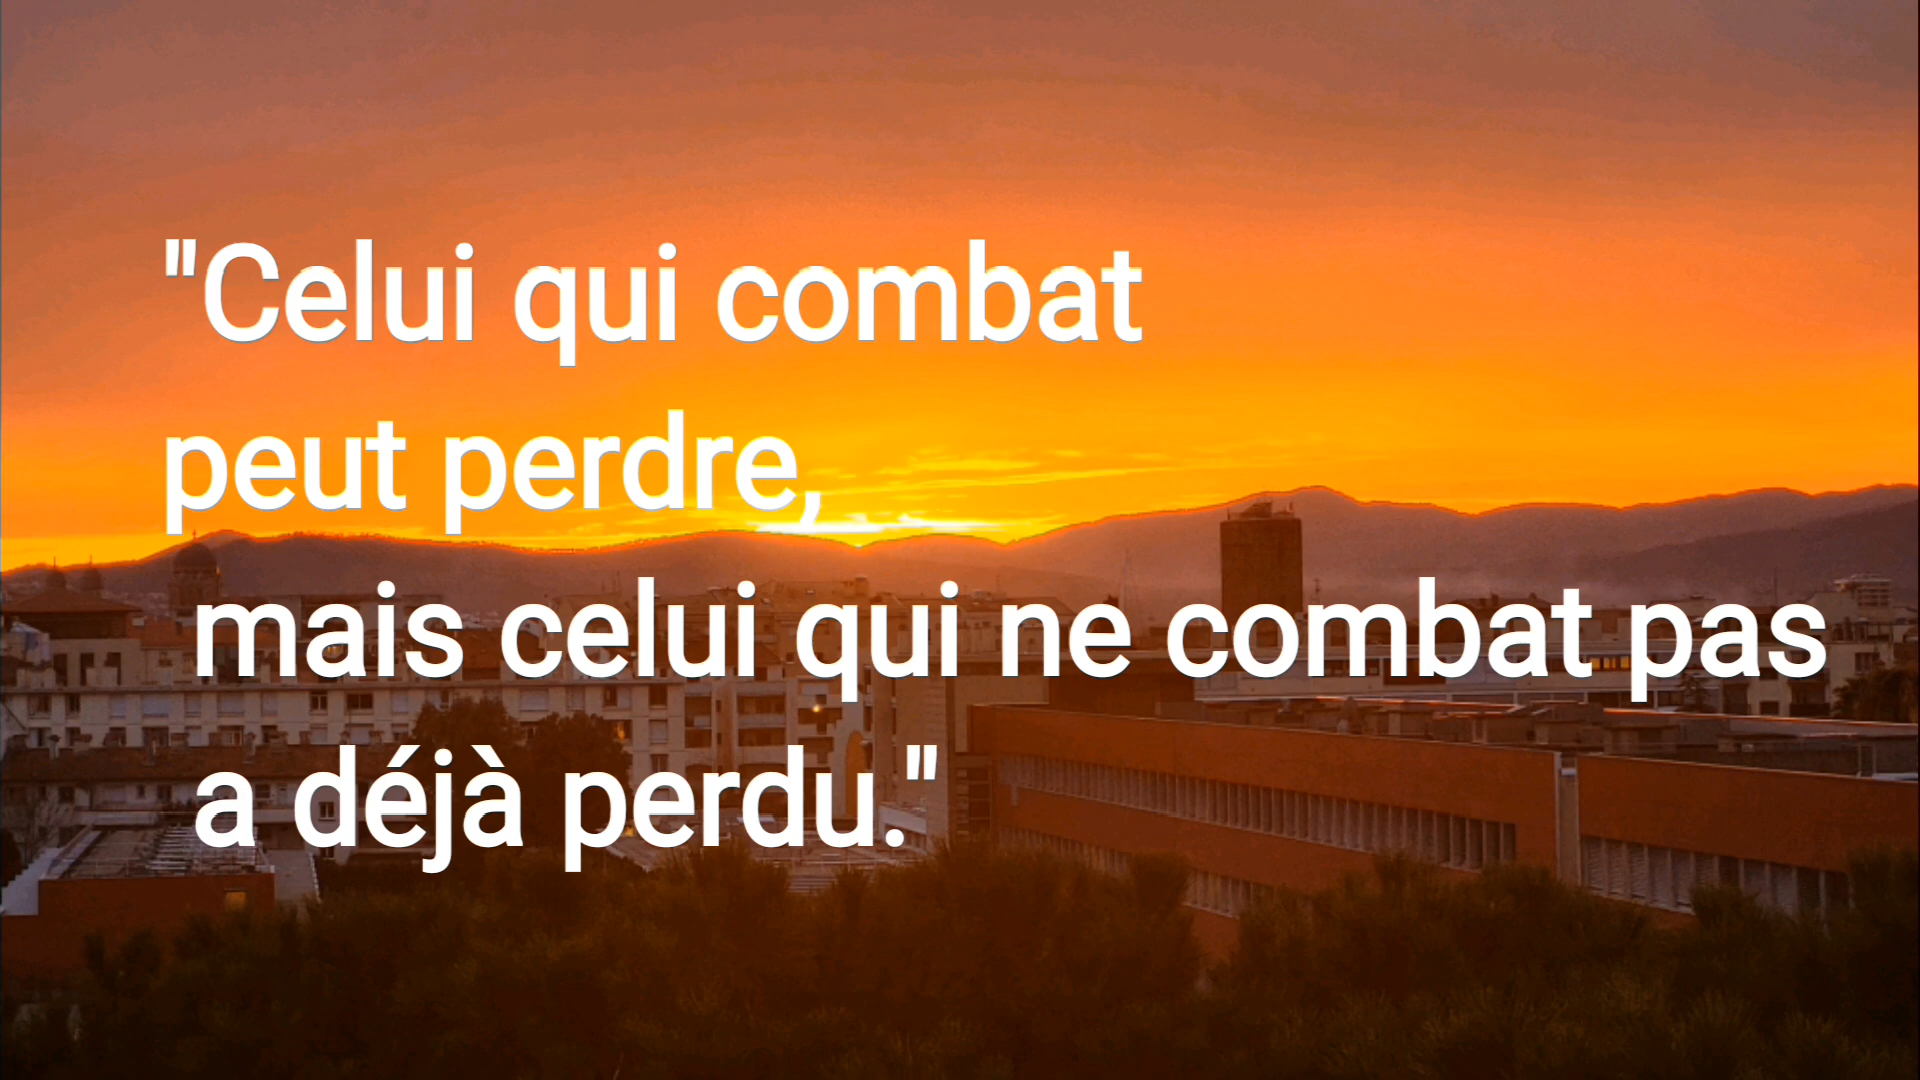 "Celui qui combat
peut perdre,
mais celui qui ne combat pas
a déjà perdu."